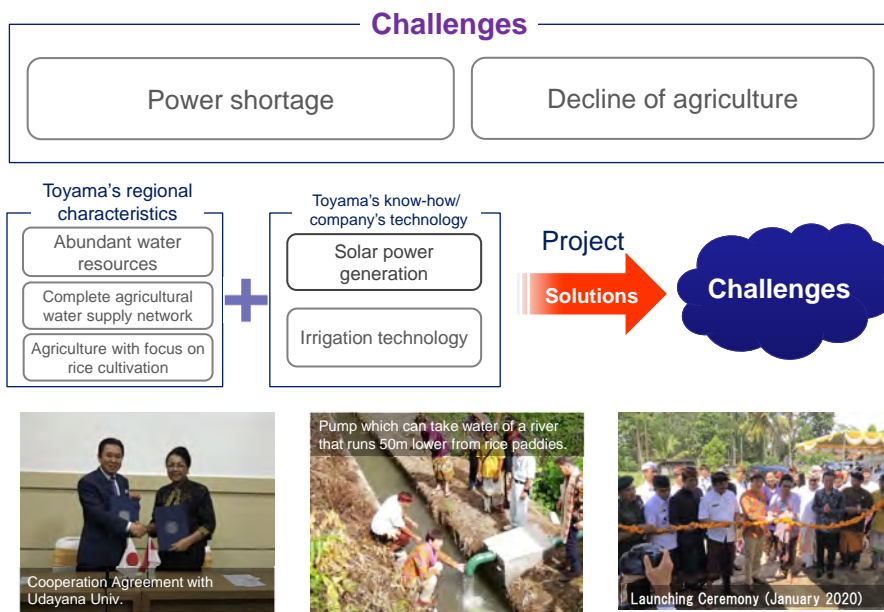 Challenges
Power shortage
Decline of agriculture
Toyama's regional
characteristics
Abundant water
resources
Complete agricultural
water supply network
Agriculture with focus on
rice cultivation
Toyama's know-how/
company's technology
Solar power
generation
Irrigation technology
Project
Solutions
Challenges
Cooperation Agreement with
Udayana Univ.
Pump which can take water of a river
that runs 50m lower from rice paddies.
Launching Ceremony (January 2020)